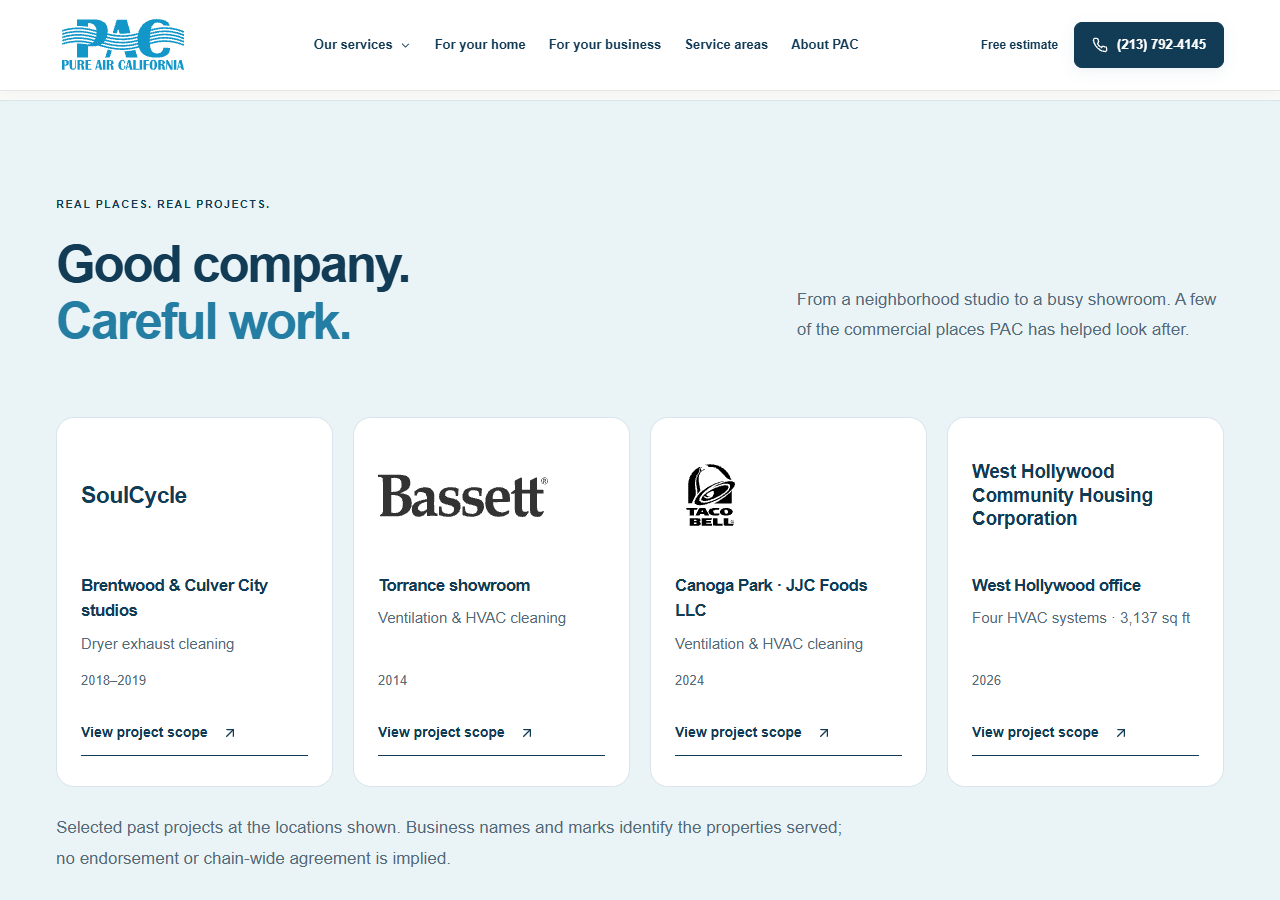 PAC
PURE AIR CALIFORNIA
Our services
For your home
For your business
Service areas
About PAC
Free estimate
(213) 792-4145
REAL PLACES. REAL PROJECTS.
Good company.
Careful work.
From a neighborhood studio to a busy showroom. A few
of the commercial places PAC has helped look after.
SoulCycle
Brentwood & Culver City
studios
Dryer exhaust cleaning
2018–2019
View project scope
Bassett®
Torrance showroom
Ventilation & HVAC cleaning
2014
View project scope
TACO
BELL
Canoga Park · JJC Foods
LLC
Ventilation & HVAC cleaning
2024
View project scope
West Hollywood
Community Housing
Corporation
West Hollywood office
Four HVAC systems · 3,137 sq ft
2026
View project scope
Selected past projects at the locations shown. Business names and marks identify the properties served;
no endorsement or chain-wide agreement is implied.